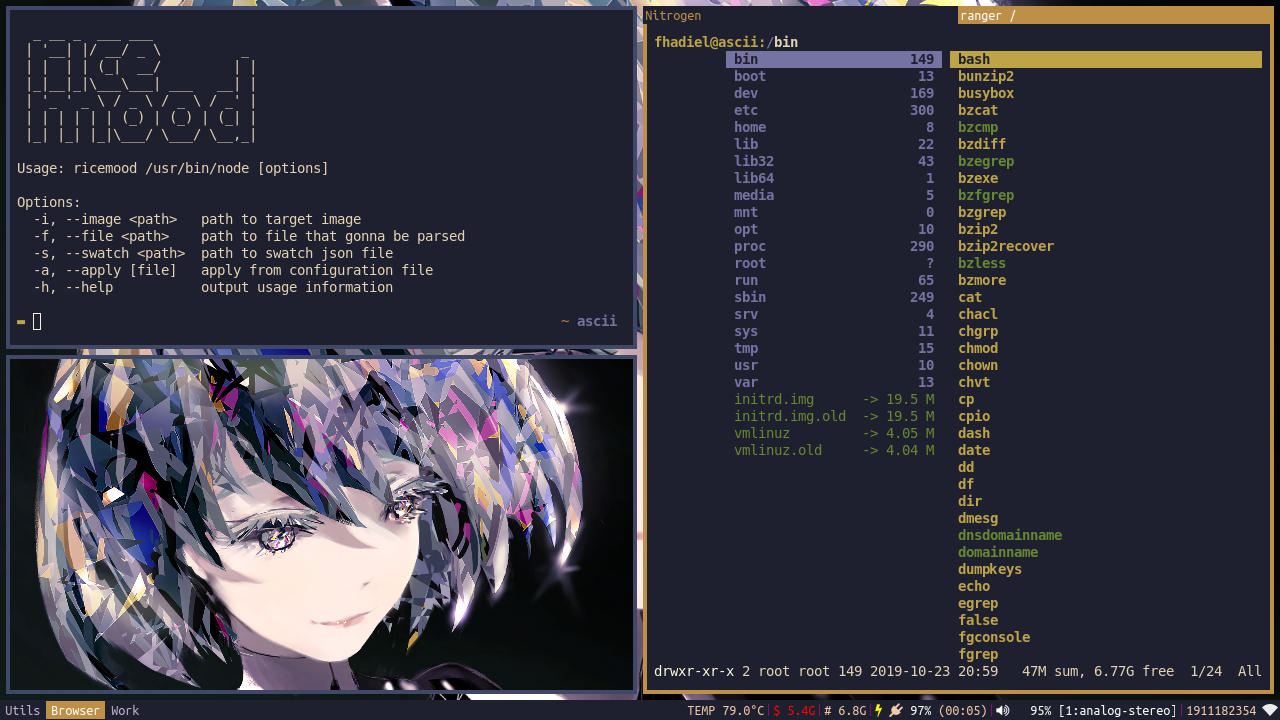 rice
mood
Usage: ricemood /usr/bin/node [options]
Options:
-i, --image <path>   path to target image
-f, --file <path>    path to file that gonna be parsed
-s, --swatch <path>  path to swatch json file
-a, --apply [file]   apply from configuration file
-h, --help           output usage information
~ ascii
Nitrogen
ranger /
fhadiel@ascii:/bin
bin 149
boot 13
dev 169
etc 300
home 8
lib 22
lib32 43
lib64 1
media 5
mnt 0
opt 10
proc 290
root ?
run 65
sbin 249
srv 4
sys 11
tmp 15
usr 10
var 13
initrd.img -> 19.5 M
initrd.img.old -> 19.5 M
vmlinuz -> 4.05 M
vmlinuz.old -> 4.04 M
bash
bunzip2
busybox
bzcat
bzcmp
bzdiff
bzegrep
bzexe
bzfgrep
bzgrep
bzip2
bzip2recover
bzless
bzmore
cat
chacl
chgrp
chmod
chown
chvt
cp
cpio
dash
date
dd
df
dir
dmesg
dnsdomainname
domainname
dumpkeys
echo
egrep
false
fgconsole
fgrep
drwxr-xr-x 2 root root 149 2019-10-23 20:59 47M sum, 6.77G free 1/24 All
Utils Browser Work
TEMP 79.0°C | $ 5.4G | # 6.8G | 97% (00:05) | 95% [1:analog-stereo] | 1911182354